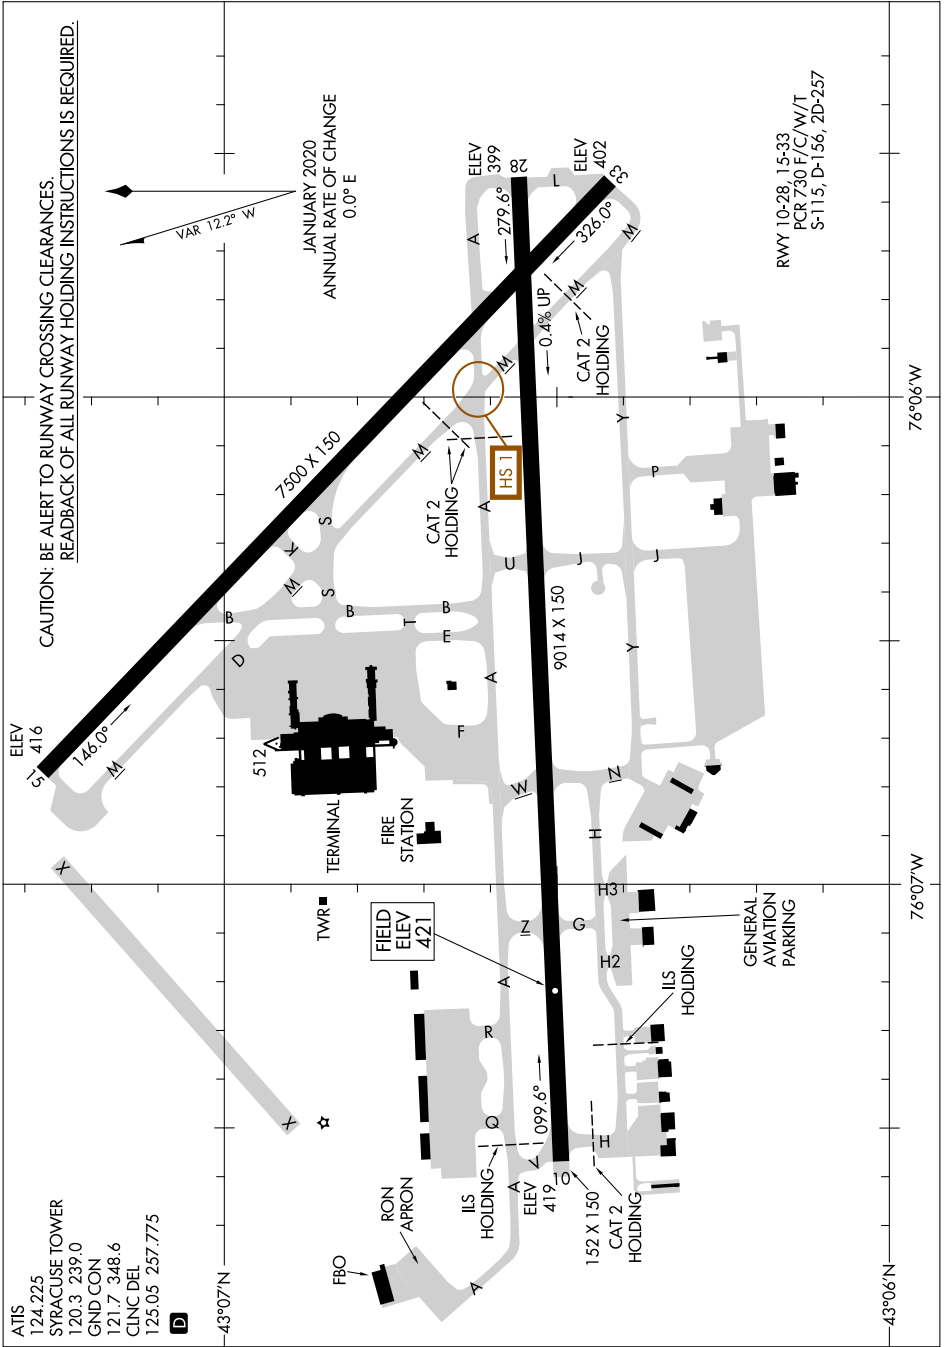 CAUTION: BE ALERT TO RUNWAY CROSSING CLEARANCES.
READBACK OF ALL RUNWAY HOLDING INSTRUCTIONS IS REQUIRED.
ATIS
124.225
SYRACUSE TOWER
120.3 239.0
GND CON
121.7 348.6
CLNC DEL
125.05 257.775
D
VAR 12.2° W
JANUARY 2020
ANNUAL RATE OF CHANGE
0.0° E
43°07'N
43°06'N
76°07'W
76°06'W
ELEV
416
15
146.0°
M
X
X
D
B
M
K
S
S
B
T
B
E
F
7500 X 150
512
TERMINAL
FIRE
STATION
TWR
FIELD
ELEV
421
M
CAT 2
HOLDING
HS 1
M
A
A
A
A
A
A
U
W
Z
R
Q
V
FBO
RON
APRON
ILS
HOLDING
ELEV
419
10
099.6°
152 X 150
CAT 2
HOLDING
9014 X 150
0.4% UP
279.6°
28
ELEV
399
L
ELEV
402
33
326.0°
M
M
CAT 2
HOLDING
H
H2
H3
H
G
N
J
J
Y
Y
P
ILS
HOLDING
GENERAL
AVIATION
PARKING
RWY 10-28, 15-33
PCR 730 F/C/W/T
S-115, D-156, 2D-257